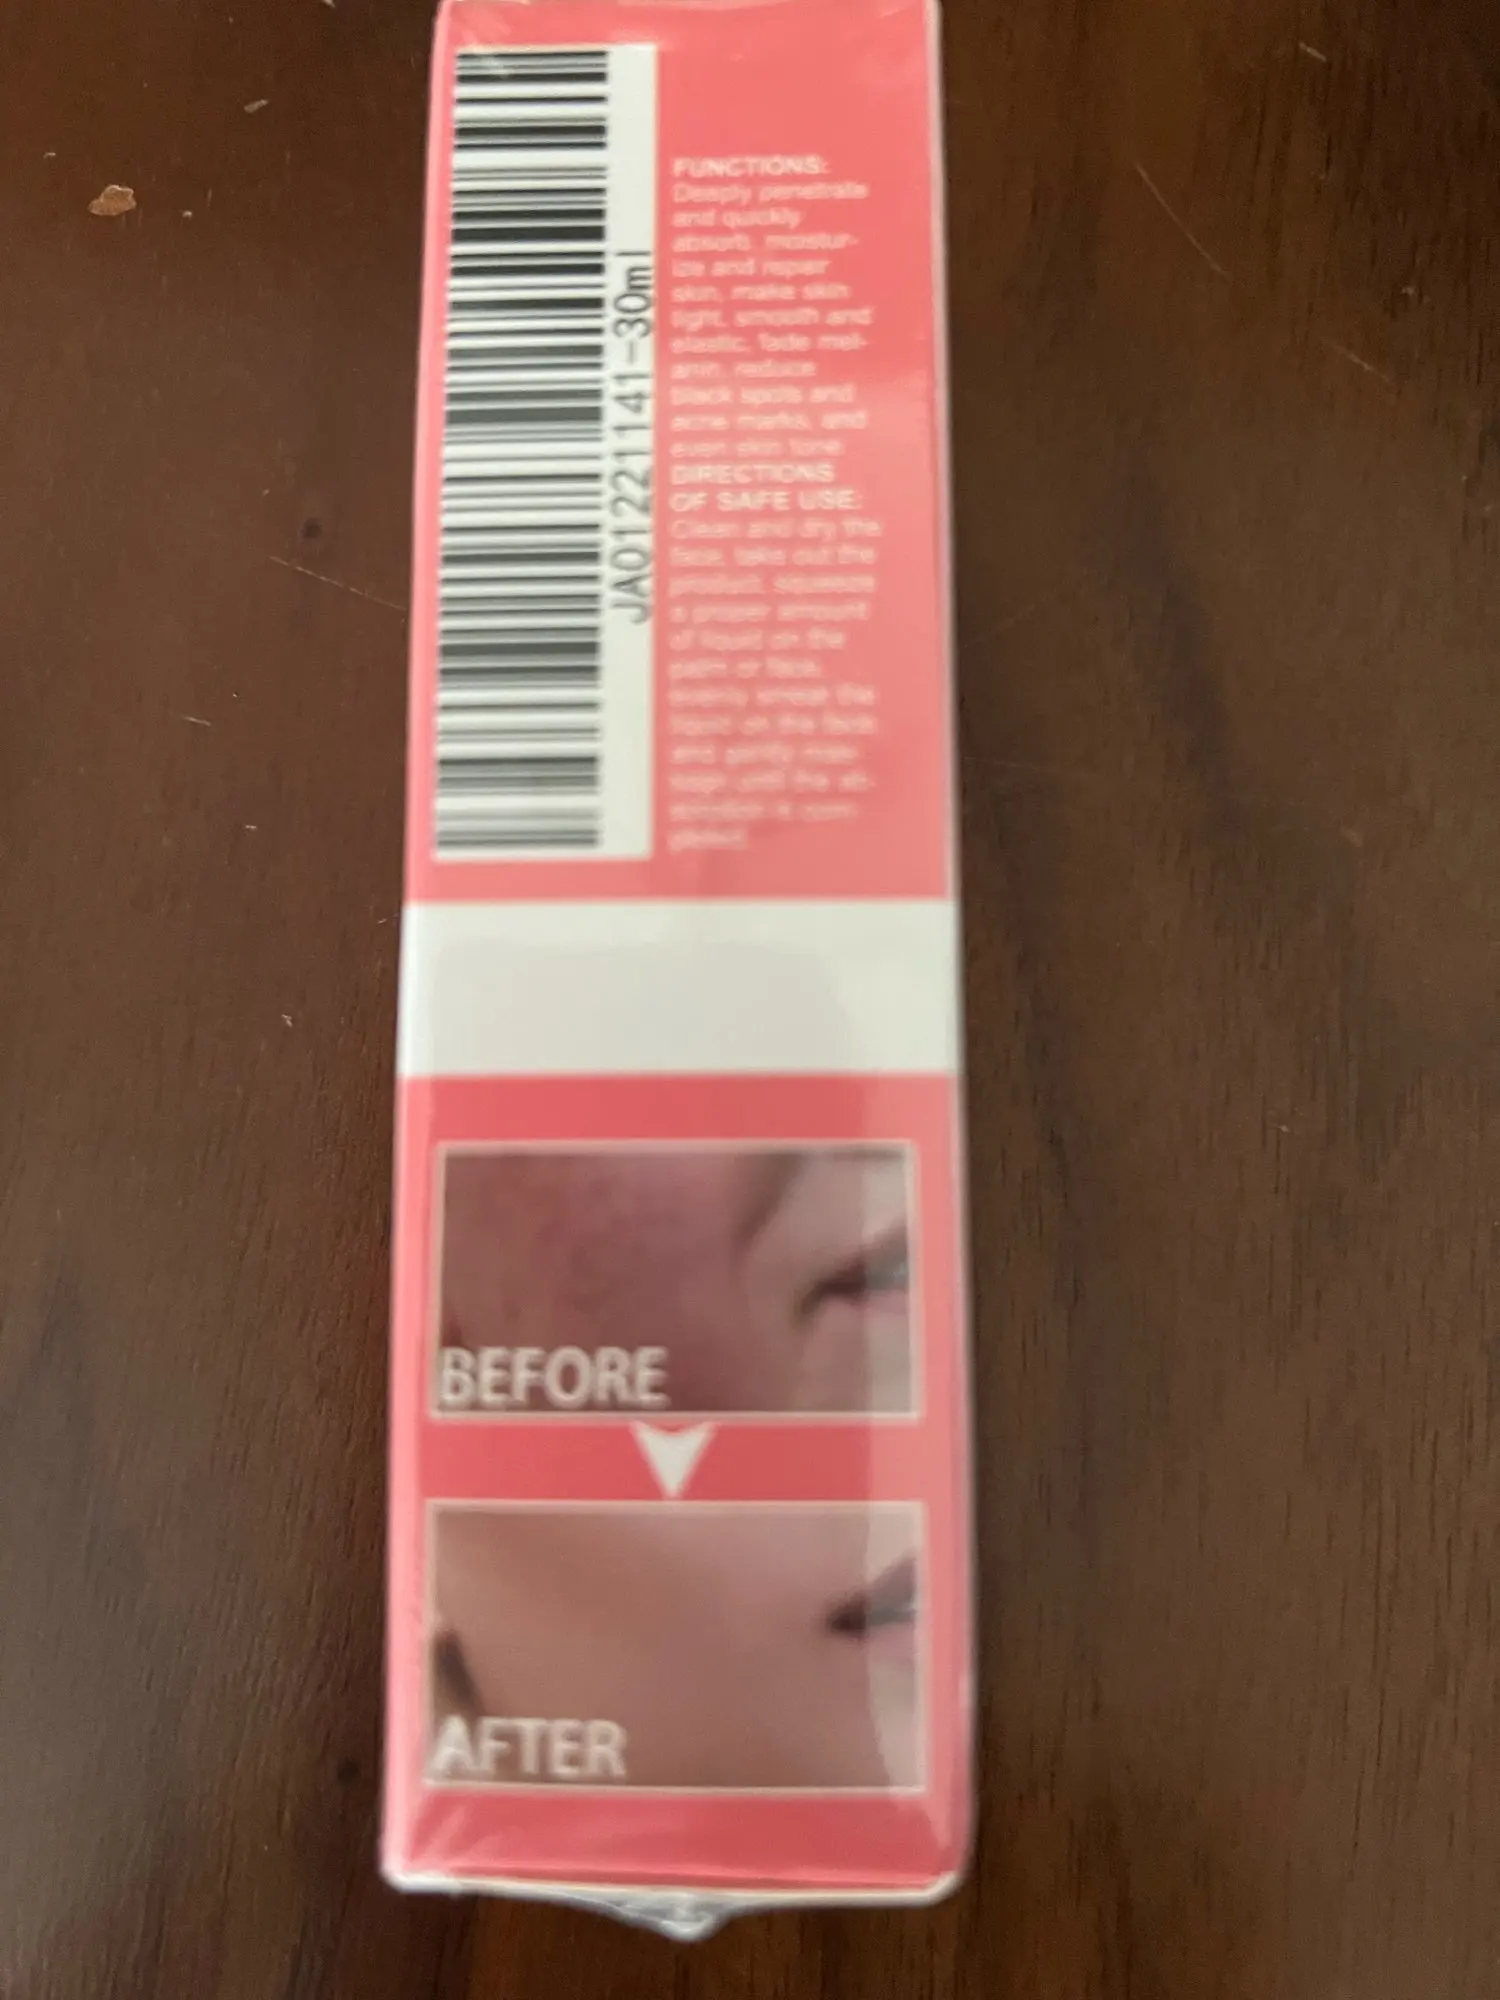 JA012221141-30ml
FUNCTIONS:
Deeply penetrate
and quickly
absorb, moistur-
ize and repair
skin, make skin
light, smooth and
elastic, fade mel-
anin, reduce
black spots and
acne marks, and
even skin tone.
DIRECTIONS
OF SAFE USE:
Clean and dry the
face, take out the
product, squeeze
a proper amount
of liquid on the
palm or face,
evenly smear the
liquid on the face
and gently mas-
sage until the ab-
sorption is com-
pleted.
BEFORE
AFTER